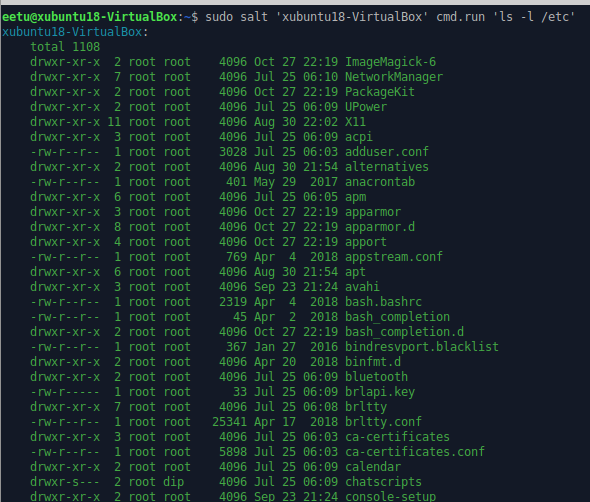 eetu@xubuntu18-VirtualBox:~$ sudo salt 'xubuntu18-VirtualBox' cmd.run 'ls -l /etc'
xubuntu18-VirtualBox:
    total 1108
    drwxr-xr-x  2 root root    4096 Oct 27 22:19 ImageMagick-6
    drwxr-xr-x  7 root root    4096 Jul 25 06:10 NetworkManager
    drwxr-xr-x  2 root root    4096 Oct 27 22:19 PackageKit
    drwxr-xr-x  2 root root    4096 Jul 25 06:09 UPower
    drwxr-xr-x 11 root root    4096 Aug 30 22:02 X11
    drwxr-xr-x  3 root root    4096 Jul 25 06:09 acpi
    -rw-r--r--  1 root root    3028 Jul 25 06:03 adduser.conf
    drwxr-xr-x  2 root root    4096 Aug 30 21:54 alternatives
    -rw-r--r--  1 root root     401 May 29  2017 anacrontab
    drwxr-xr-x  6 root root    4096 Jul 25 06:05 apm
    drwxr-xr-x  3 root root    4096 Oct 27 22:19 apparmor
    drwxr-xr-x  8 root root    4096 Oct 27 22:19 apparmor.d
    drwxr-xr-x  4 root root    4096 Oct 27 22:19 apport
    -rw-r--r--  1 root root     769 Apr  4  2018 appstream.conf
    drwxr-xr-x  6 root root    4096 Aug 30 21:54 apt
    drwxr-xr-x  3 root root    4096 Sep 23 21:24 avahi
    -rw-r--r--  1 root root    2319 Apr  4  2018 bash.bashrc
    -rw-r--r--  1 root root      45 Apr  2  2018 bash_completion
    drwxr-xr-x  2 root root    4096 Oct 27 22:19 bash_completion.d
    -rw-r--r--  1 root root     367 Jan 27  2016 bindresvport.blacklist
    drwxr-xr-x  2 root root    4096 Apr 20  2018 binfmt.d
    drwxr-xr-x  2 root root    4096 Jul 25 06:09 bluetooth
    -rw-r-----  1 root root      33 Jul 25 06:09 brlapi.key
    drwxr-xr-x  7 root root    4096 Jul 25 06:08 brltty
    -rw-r--r--  1 root root   25341 Apr 17  2018 brltty.conf
    drwxr-xr-x  3 root root    4096 Jul 25 06:03 ca-certificates
    -rw-r--r--  1 root root    5898 Jul 25 06:03 ca-certificates.conf
    drwxr-xr-x  2 root root    4096 Jul 25 06:09 calendar
    drwxr-s---  2 root dip     4096 Jul 25 06:09 chatscripts
    drwxr-xr-x  2 root root    4096 Sep 23 21:24 console-setup